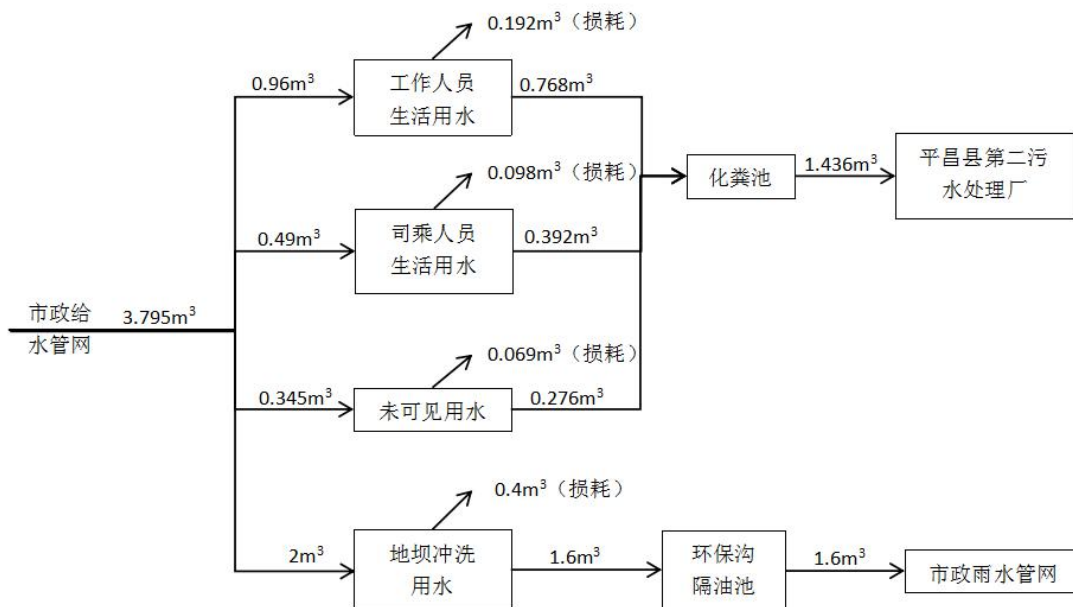 0.192m³（损耗）
0.96m³
工作人员
生活用水
0.768m³
0.098m³（损耗）
0.49m³
司乘人员
生活用水
0.392m³
化粪池
1.436m³
平昌县第二污
水处理厂
市政给
水管网
3.795m³
0.069m³（损耗）
0.345m³
未可见用水
0.276m³
0.4m³（损耗）
2m³
地坝冲洗
用水
1.6m³
环保沟
隔油池
1.6m³
市政雨水管网